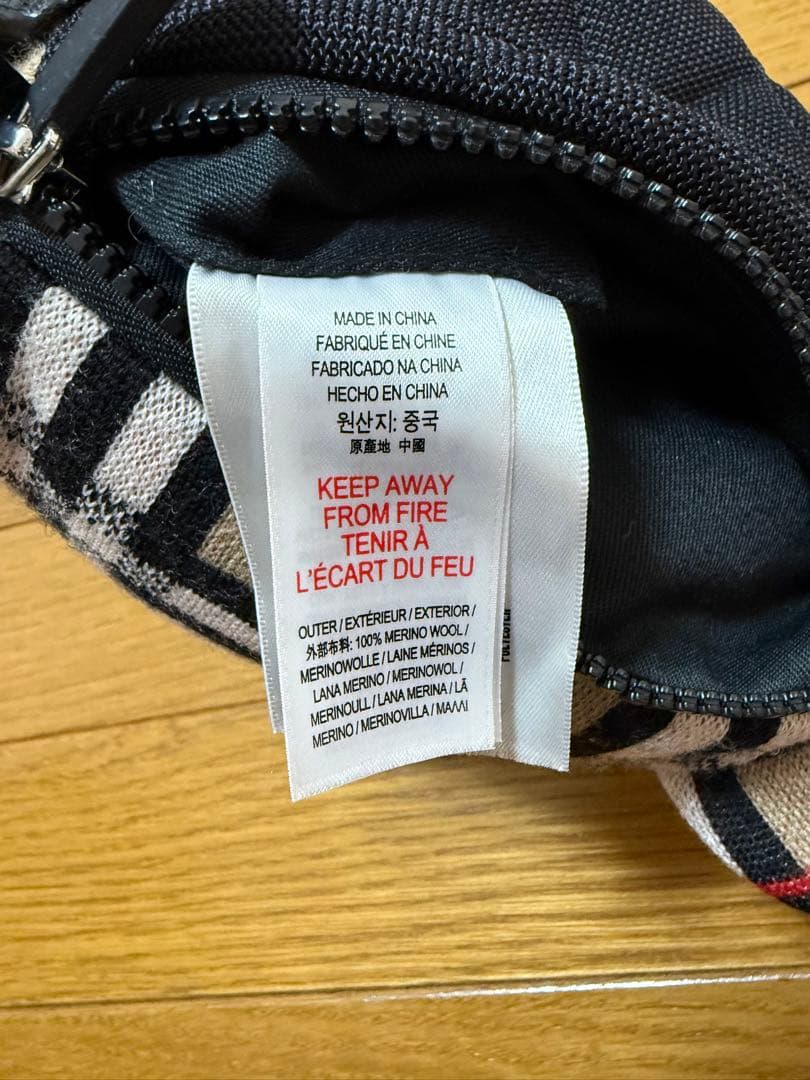 MADE IN CHINA
FABRIQUÉ EN CHINE
FABRICADO NA CHINA
HECHO EN CHINA
원산지: 중국
原產地 中國
KEEP AWAY
FROM FIRE
TENIR À
L'ÉCART DU FEU
OUTER / EXTÉRIEUR / EXTERIOR /
外部布料: 100% MERINO WOOL /
MERINOWOLLE / LAINE MÉRINOS /
LANA MERINO / MERINOWOL /
MERINOULL / LANA MERINA / LÃ
MERINO / MERINOVILLA / ΜΑΛΛΙ
POLYESTER